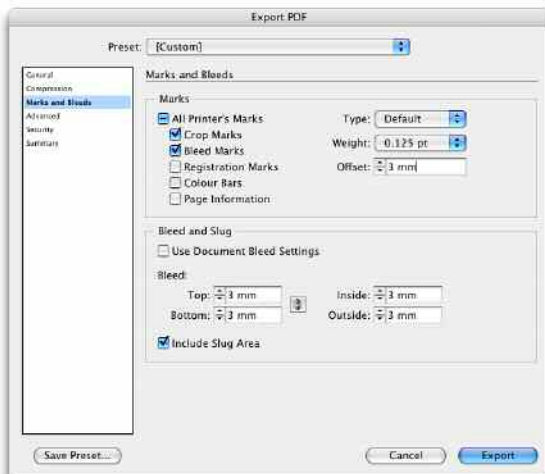 Export PDF
Preset: [Custom]
General
Compression
Marks and Bleeds
Advanced
Security
Summary
Marks and Bleeds
Marks
All Printer's Marks
Crop Marks
Bleed Marks
Registration Marks
Colour Bars
Page Information
Type: Default
Weight: 0.125 pt
Offset: 3 mm
Bleed and Slug
Use Document Bleed Settings
Bleed:
Top: 3 mm
Bottom: 3 mm
Inside: 3 mm
Outside: 3 mm
Include Slug Area
Save Preset...
Cancel
Export